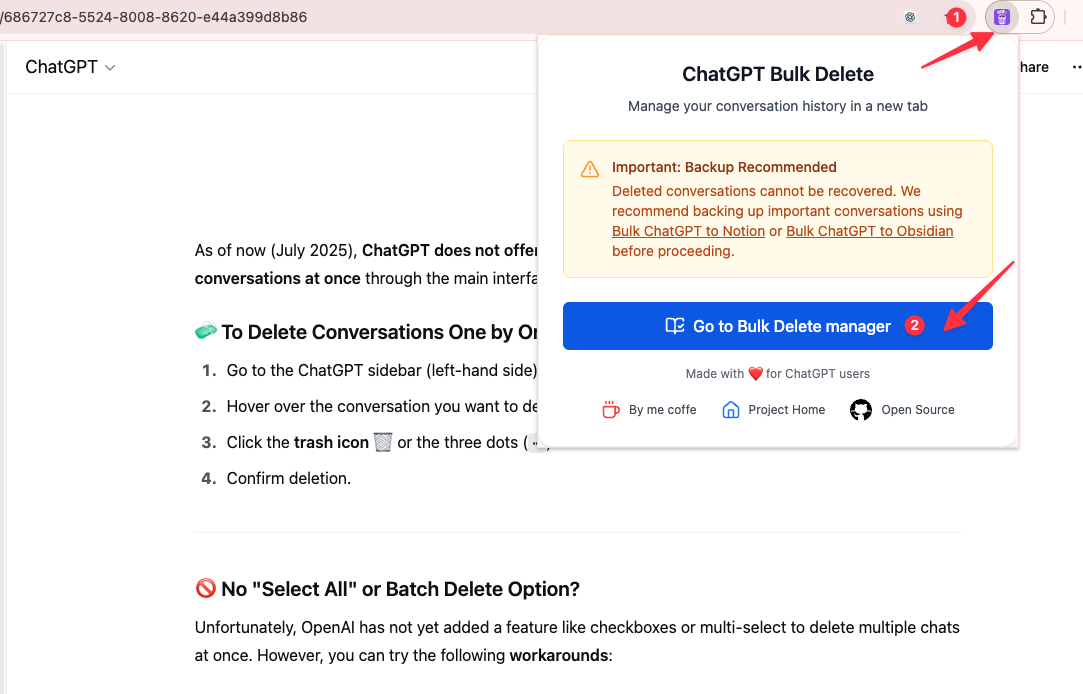 /686727c8-5524-8008-8620-e44a399d8b86
1
ChatGPT
hare
ChatGPT Bulk Delete
Manage your conversation history in a new tab
Important: Backup Recommended
Deleted conversations cannot be recovered. We
recommend backing up important conversations using
Bulk ChatGPT to Notion or Bulk ChatGPT to Obsidian
before proceeding.
Go to Bulk Delete manager 2
Made with ❤️ for ChatGPT users
By me coffe Project Home Open Source
As of now (July 2025), ChatGPT does not offer
conversations at once through the main interfa
🧼 To Delete Conversations One by On
1. Go to the ChatGPT sidebar (left-hand side)
2. Hover over the conversation you want to de
3. Click the trash icon 🗑️ or the three dots (
4. Confirm deletion.
🚫 No "Select All" or Batch Delete Option?
Unfortunately, OpenAI has not yet added a feature like checkboxes or multi-select to delete multiple chats
at once. However, you can try the following workarounds: